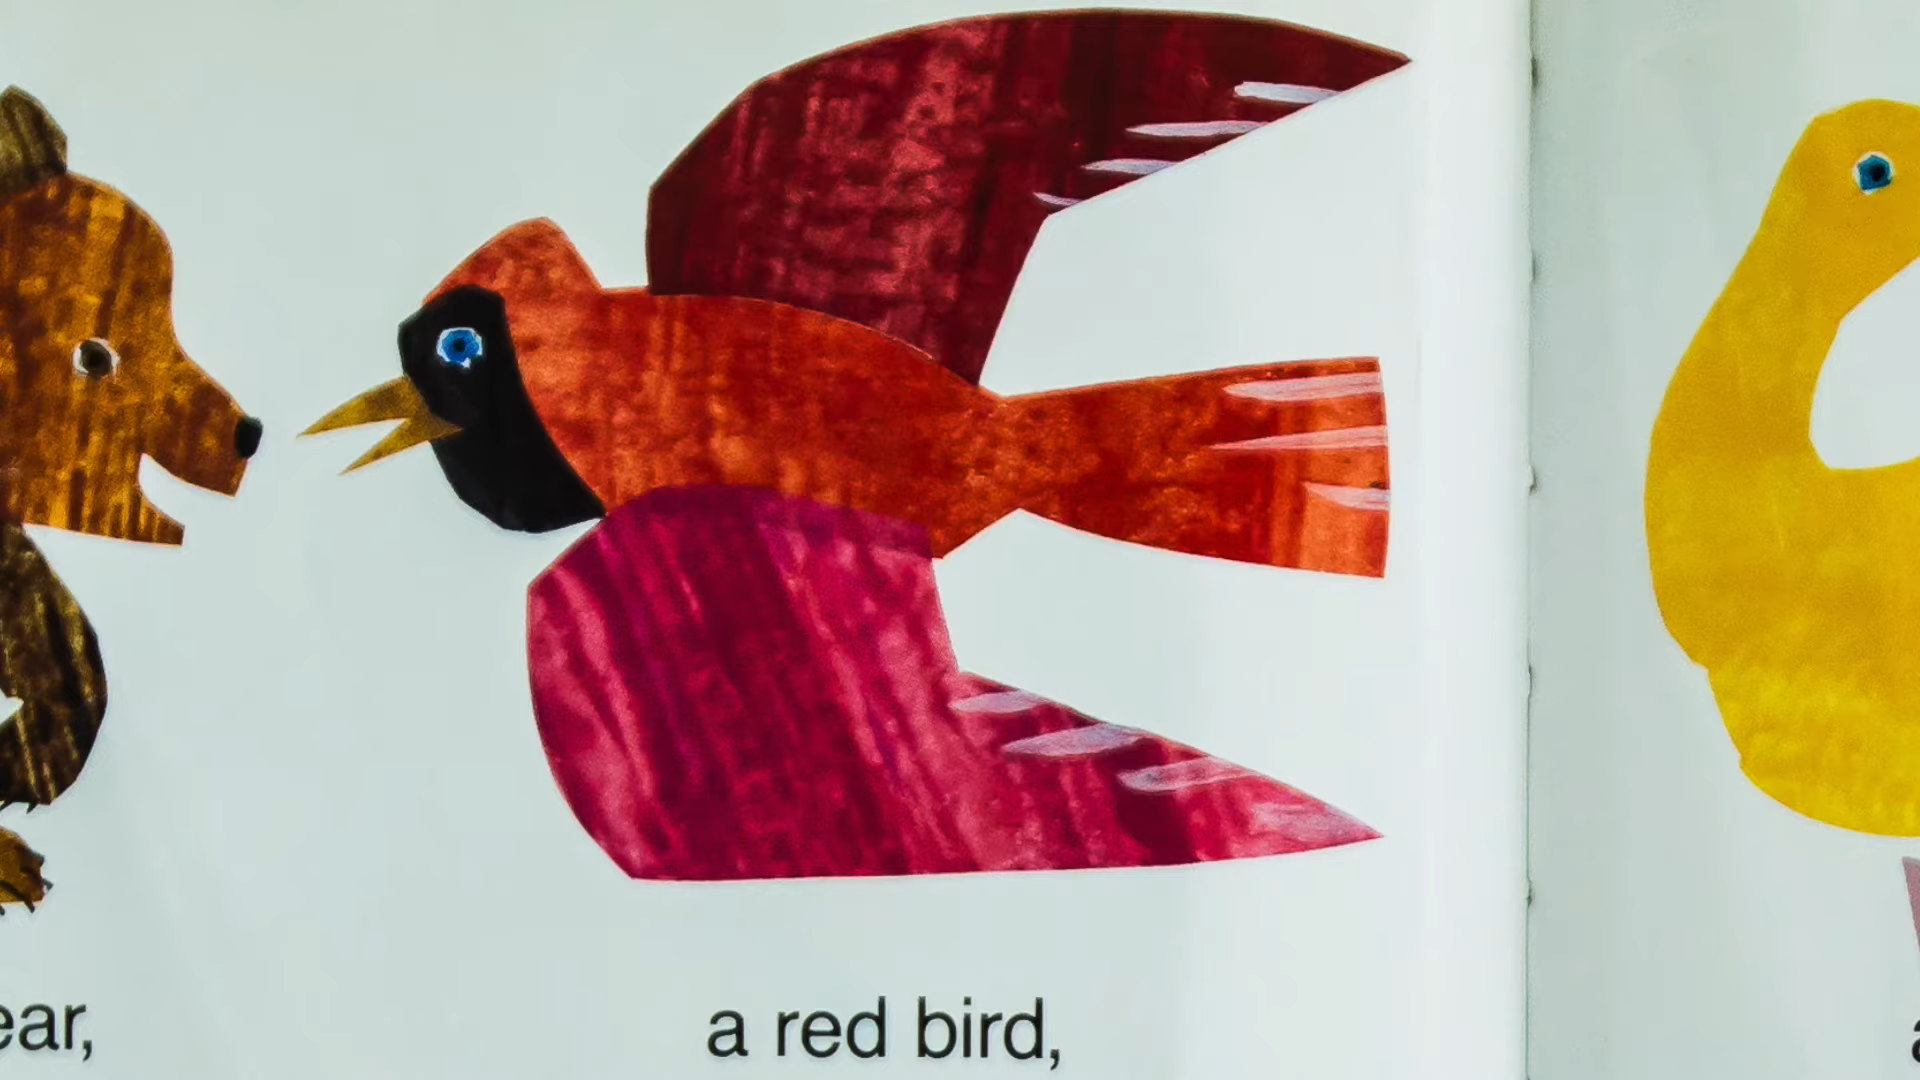 ear, a red bird, a